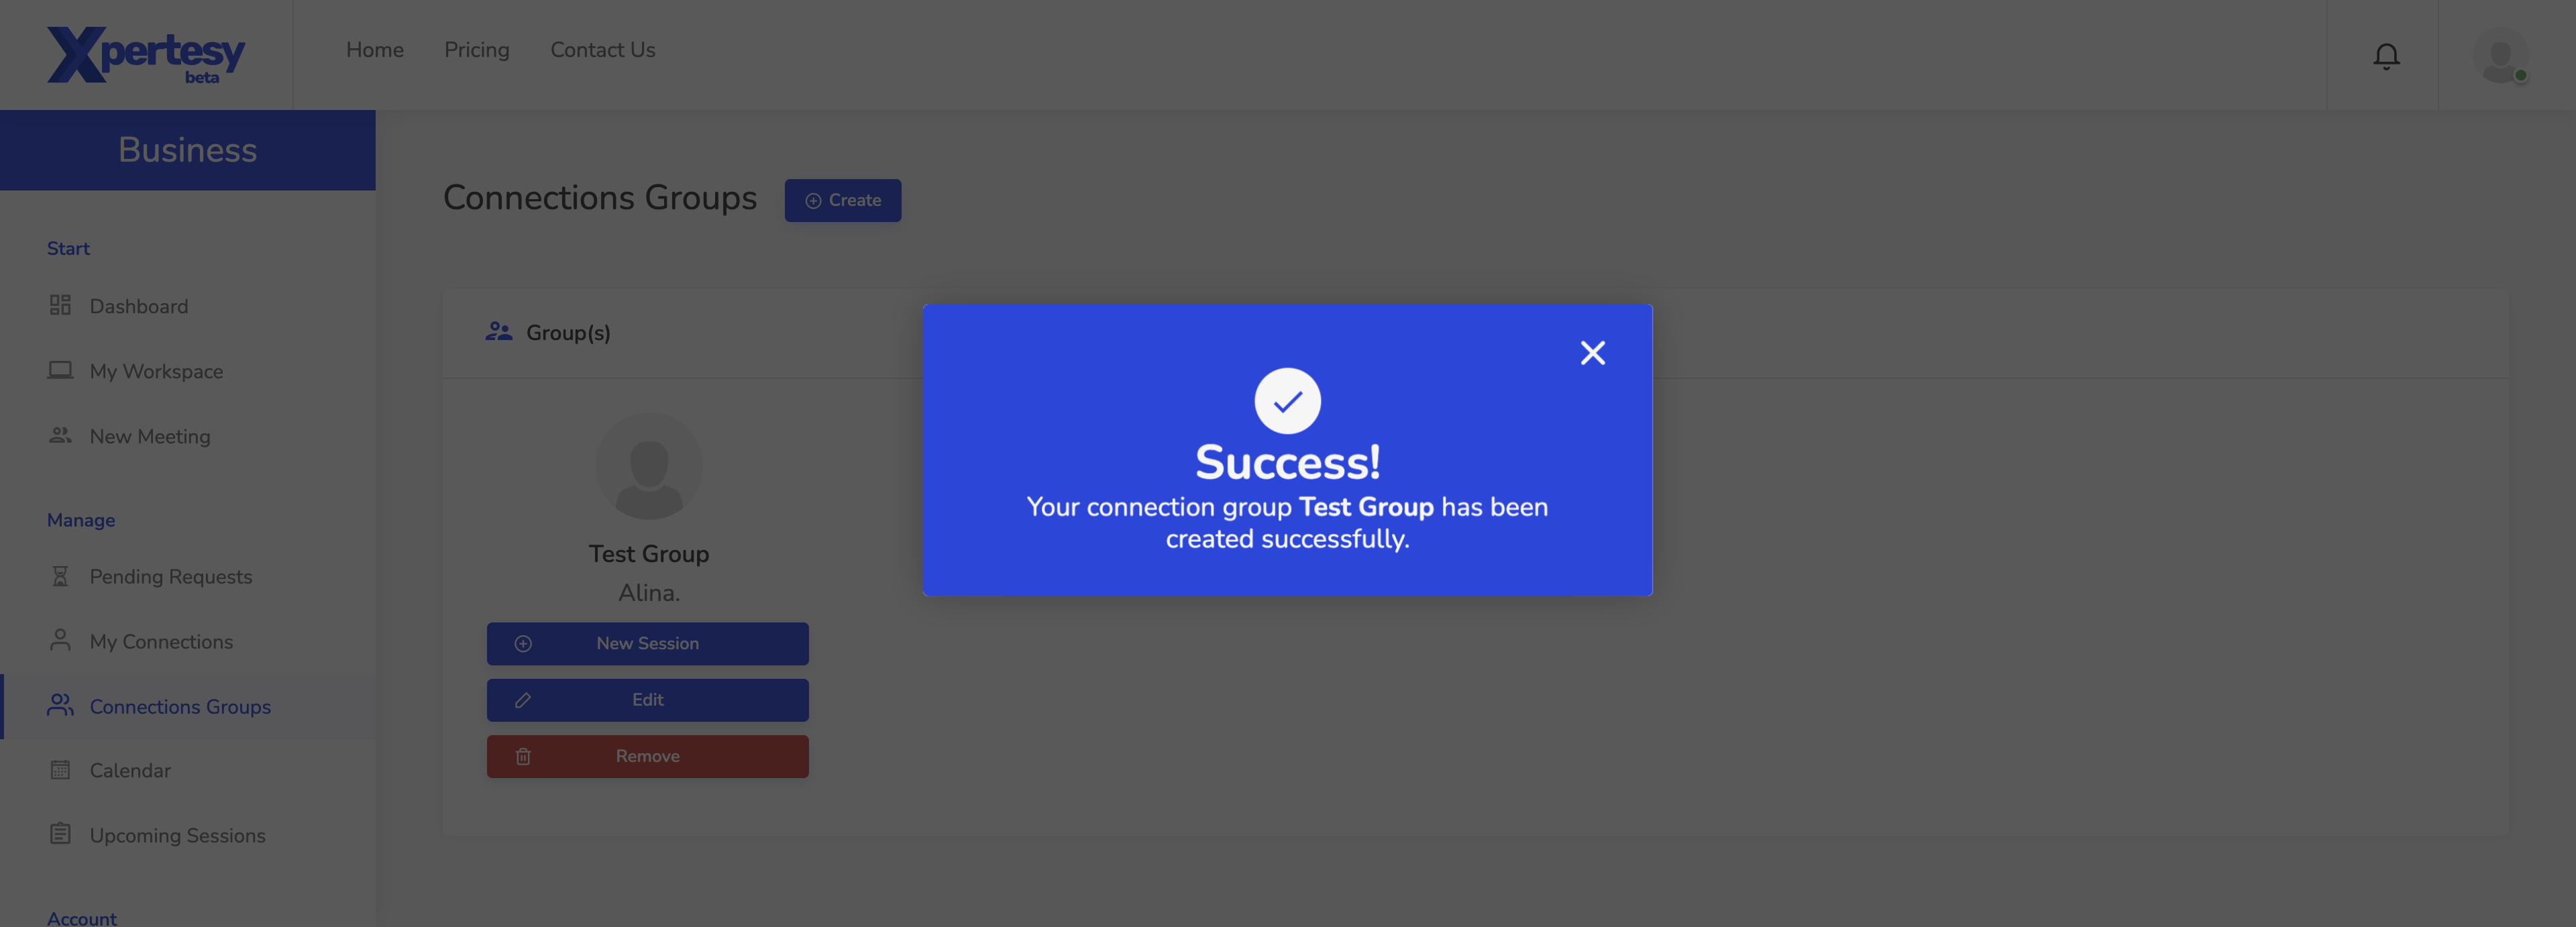 Xpertesy
beta
Home
Pricing
Contact Us
Business
Start
Dashboard
My Workspace
New Meeting
Manage
Pending Requests
My Connections
Connections Groups
Calendar
Upcoming Sessions
Account
Connections Groups
Create
Group(s)
Test Group
Alina.
New Session
Edit
Remove
Success!
Your connection group Test Group has been
created successfully.